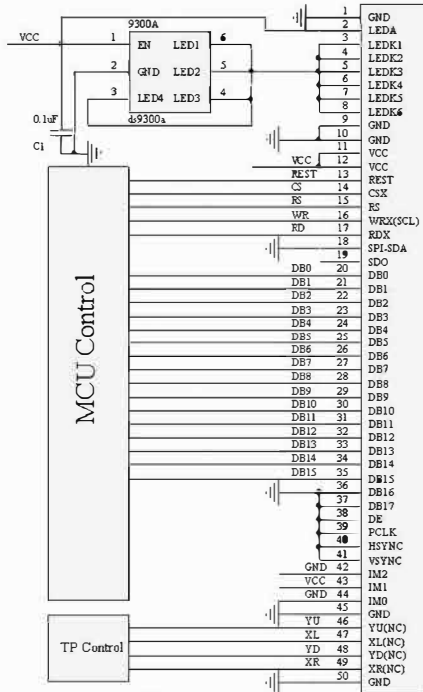 9300A
VCC
1
EN
LED1
6
2
GND
LED2
5
3
LED4
LED3
4
ds9300a
0.1uF
C1
MCU Control
TP Control
1 GND
2 LEDA
3 LEDK1
4 LEDK2
5 LEDK3
6 LEDK4
7 LEDK5
8 LEDK6
9 GND
10 GND
11 VCC
VCC 12 VCC
REST 13 REST
CS 14 CSX
RS 15 RS
WR 16 WRX(SCL)
RD 17 RDX
18 SPI-SDA
19 SDO
DB0 20 DB0
DB1 21 DB1
DB2 22 DB2
DB3 23 DB3
DB4 24 DB4
DB5 25 DB5
DB6 26 DB6
DB7 27 DB7
DB8 28 DB8
DB9 29 DB9
DB10 30 DB10
DB11 31 DB11
DB12 32 DB12
DB13 33 DB13
DB14 34 DB14
DB15 35 DB15
36 DB16
37 DB17
38 DE
39 PCLK
40 HSYNC
41 VSYNC
GND 42 IM2
VCC 43 IM1
GND 44 IM0
45 GND
YU 46 YU(NC)
XL 47 XL(NC)
YD 48 YD(NC)
XR 49 XR(NC)
50 GND